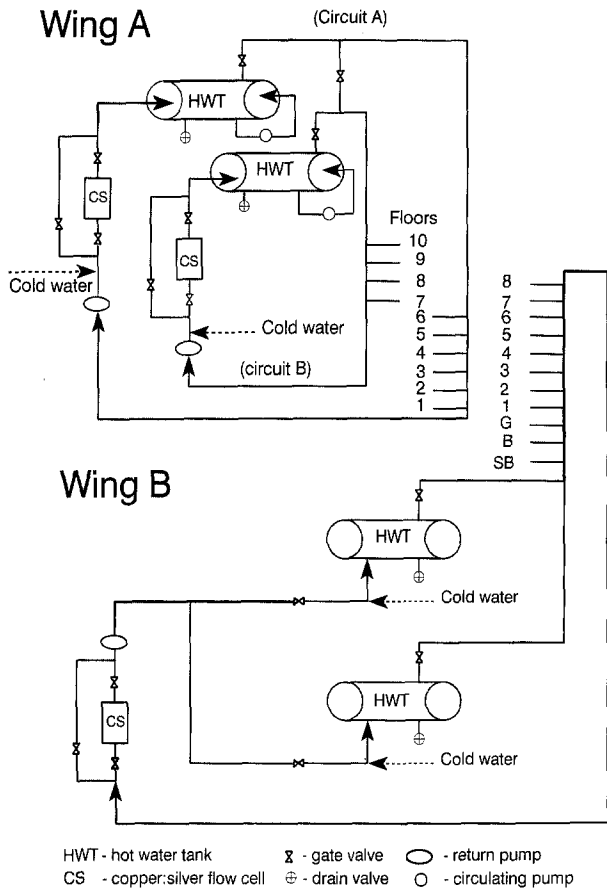 Wing A
(Circuit A)
HWT
HWT
CS
CS
Cold water
Cold water
(circuit B)
Floors
10
9
8
7
6
5
4
3
2
1
8
7
6
5
4
3
2
1
G
B
SB
Wing B
HWT
Cold water
HWT
CS
Cold water
HWT - hot water tank
- gate valve
- return pump
CS - copper:silver flow cell
- drain valve
- circulating pump